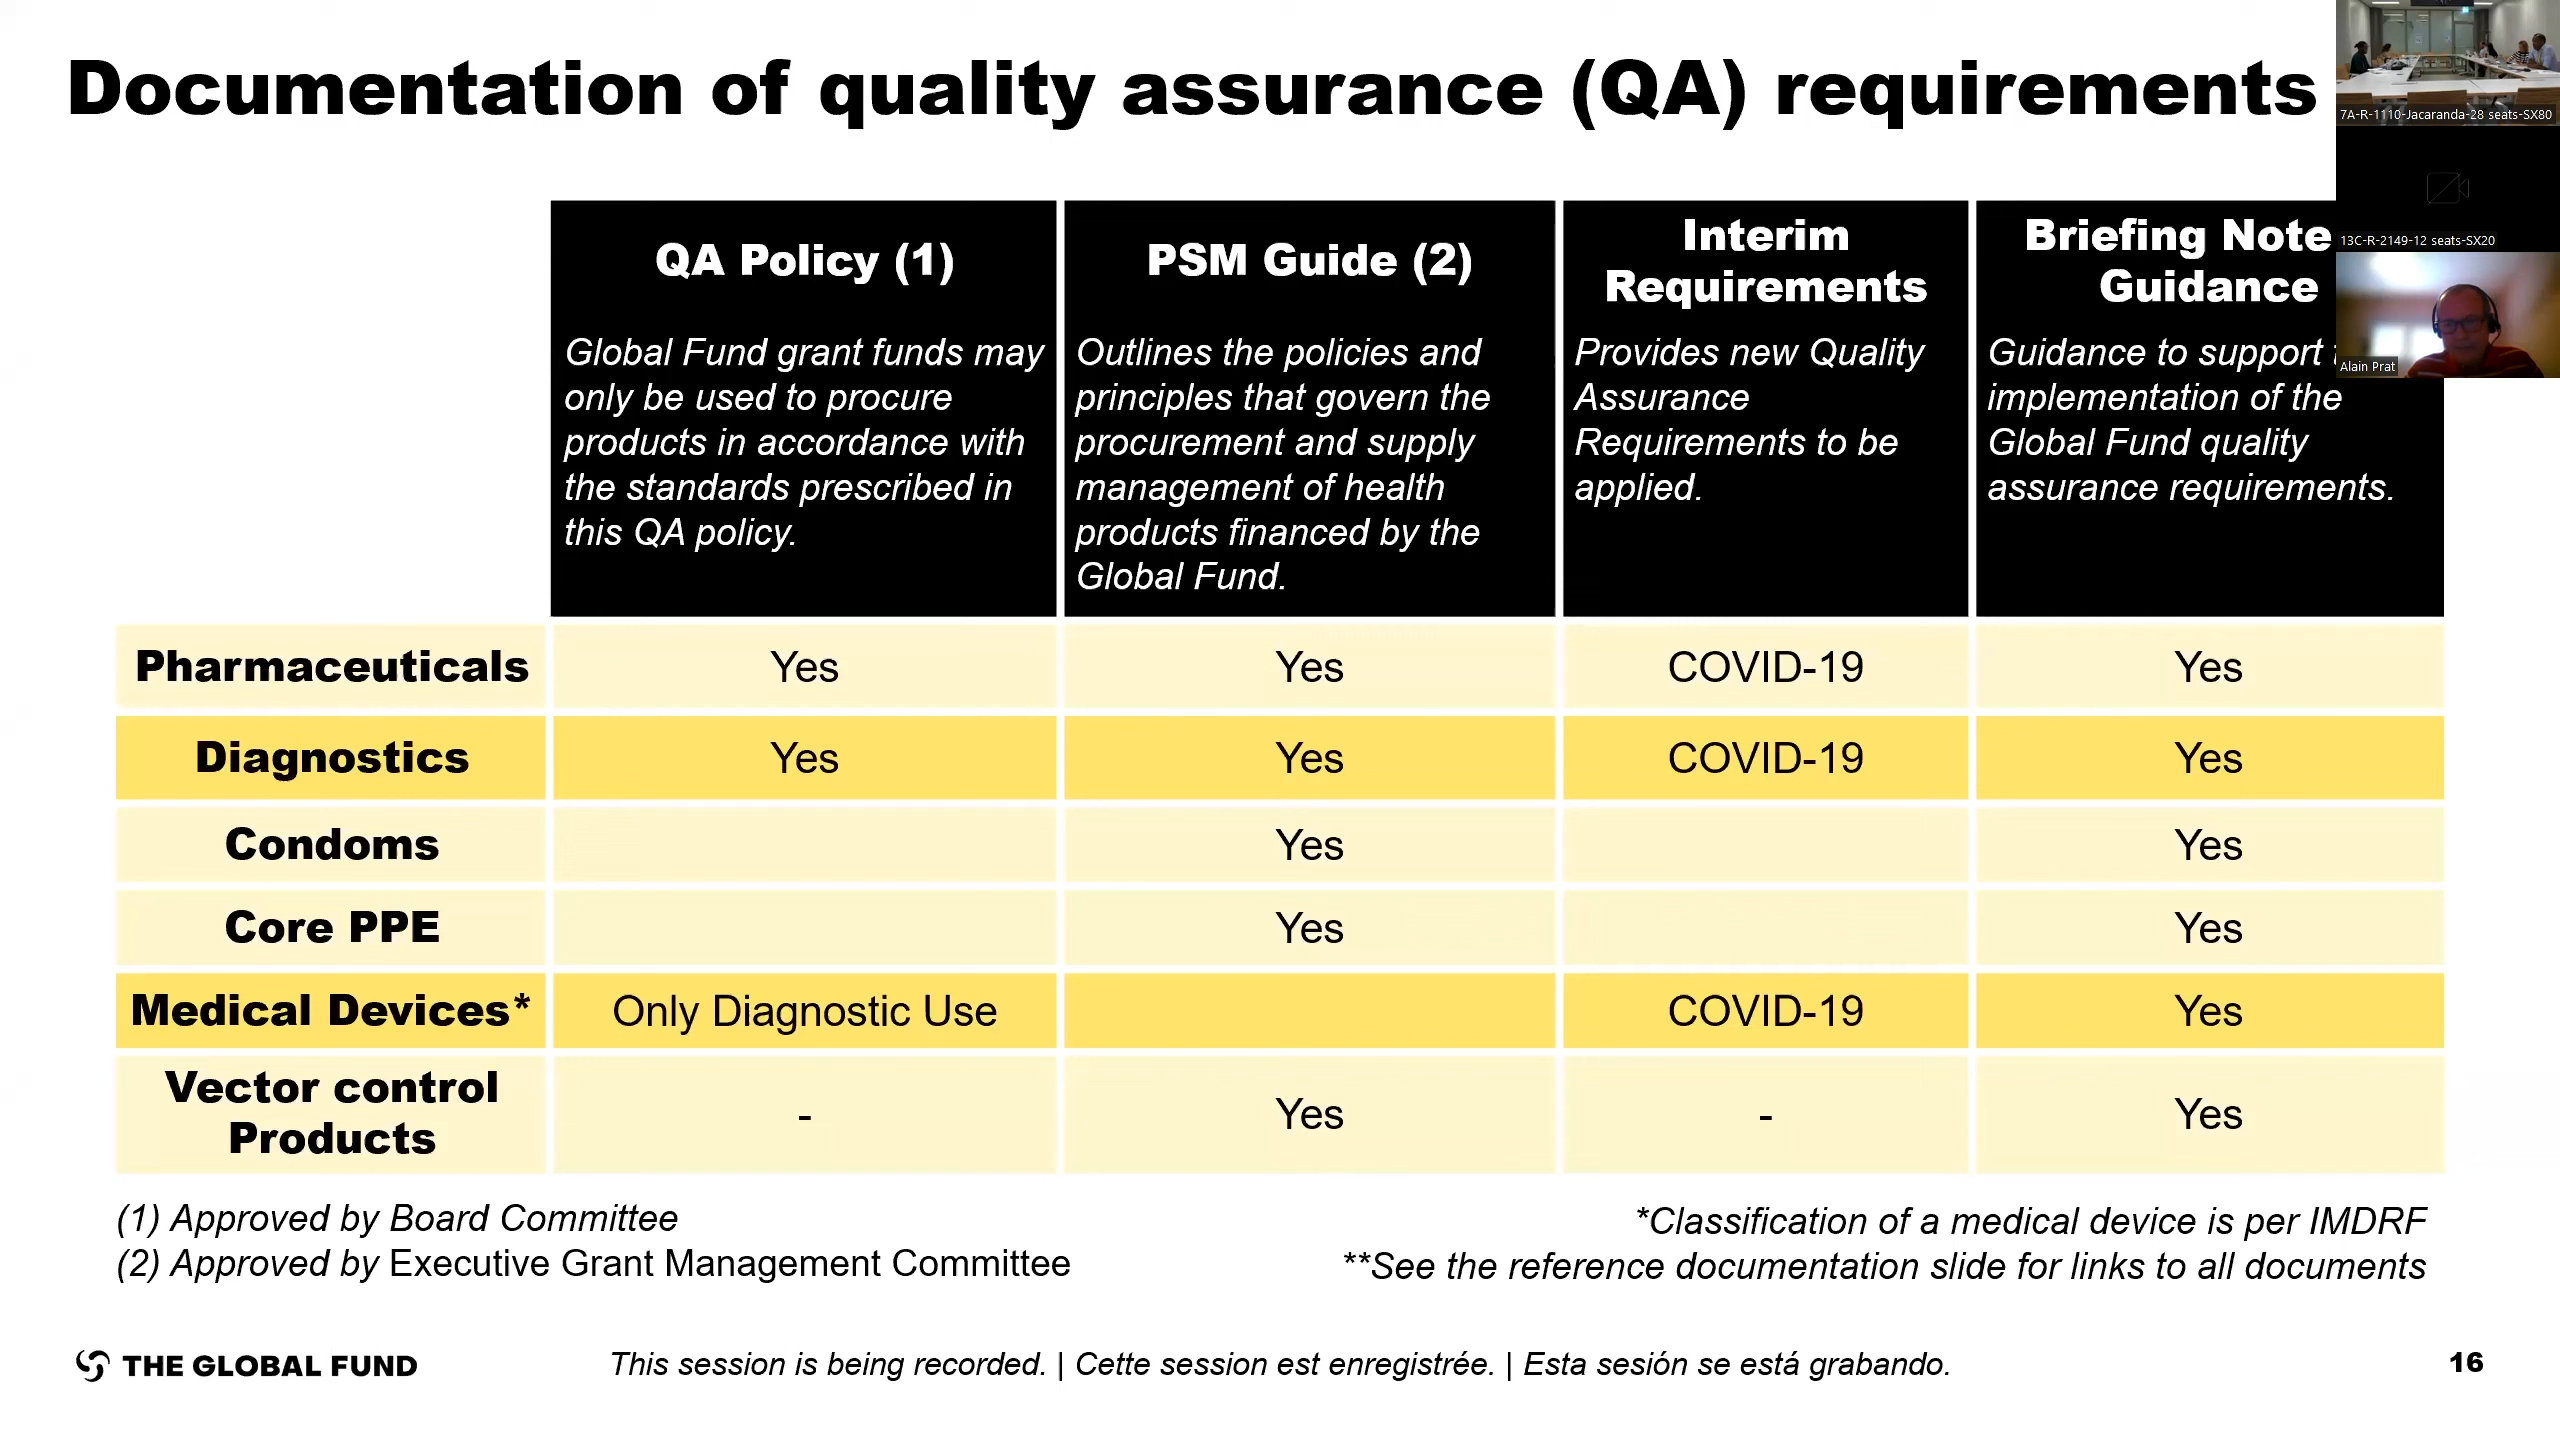 Documentation of quality assurance (QA) requirements
7A-R-1110-Jacaranda-28 seats-SX80
13C-R-2149-12 seats-SX20
Alain Prat
QA Policy (1)
Global Fund grant funds may
only be used to procure
products in accordance with
the standards prescribed in
this QA policy.
PSM Guide (2)
Outlines the policies and
principles that govern the
procurement and supply
management of health
products financed by the
Global Fund.
Interim
Requirements
Provides new Quality
Assurance
Requirements to be
applied.
Briefing Note
Guidance
Guidance to support
implementation of the
Global Fund quality
assurance requirements.
Pharmaceuticals Yes Yes COVID-19 Yes
Diagnostics Yes Yes COVID-19 Yes
Condoms Yes Yes
Core PPE Yes Yes
Medical Devices* Only Diagnostic Use COVID-19 Yes
Vector control
Products - Yes - Yes
(1) Approved by Board Committee
(2) Approved by Executive Grant Management Committee
*Classification of a medical device is per IMDRF
**See the reference documentation slide for links to all documents
THE GLOBAL FUND
This session is being recorded. | Cette session est enregistrée. | Esta sesión se está grabando.
16